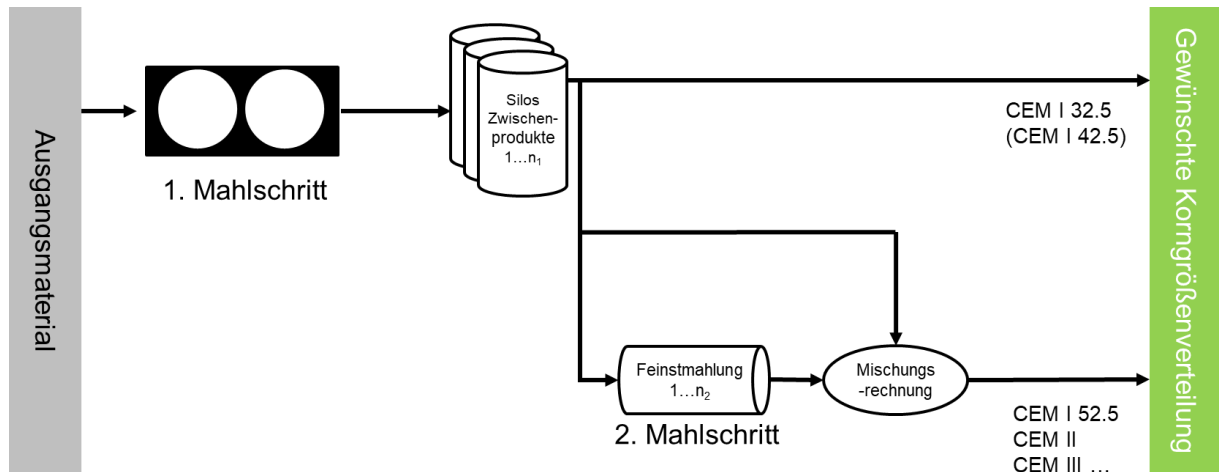 Ausgangsmaterial
1. Mahlschritt
Silos
Zwischen-
produkte
1...n₁
CEM I 32.5
(CEM I 42.5)
Feinstmahlung
1...n₂
2. Mahlschritt
Mischungs
-rechnung
CEM I 52.5
CEM II
CEM III ...
Gewünschte Korngrößenverteilung